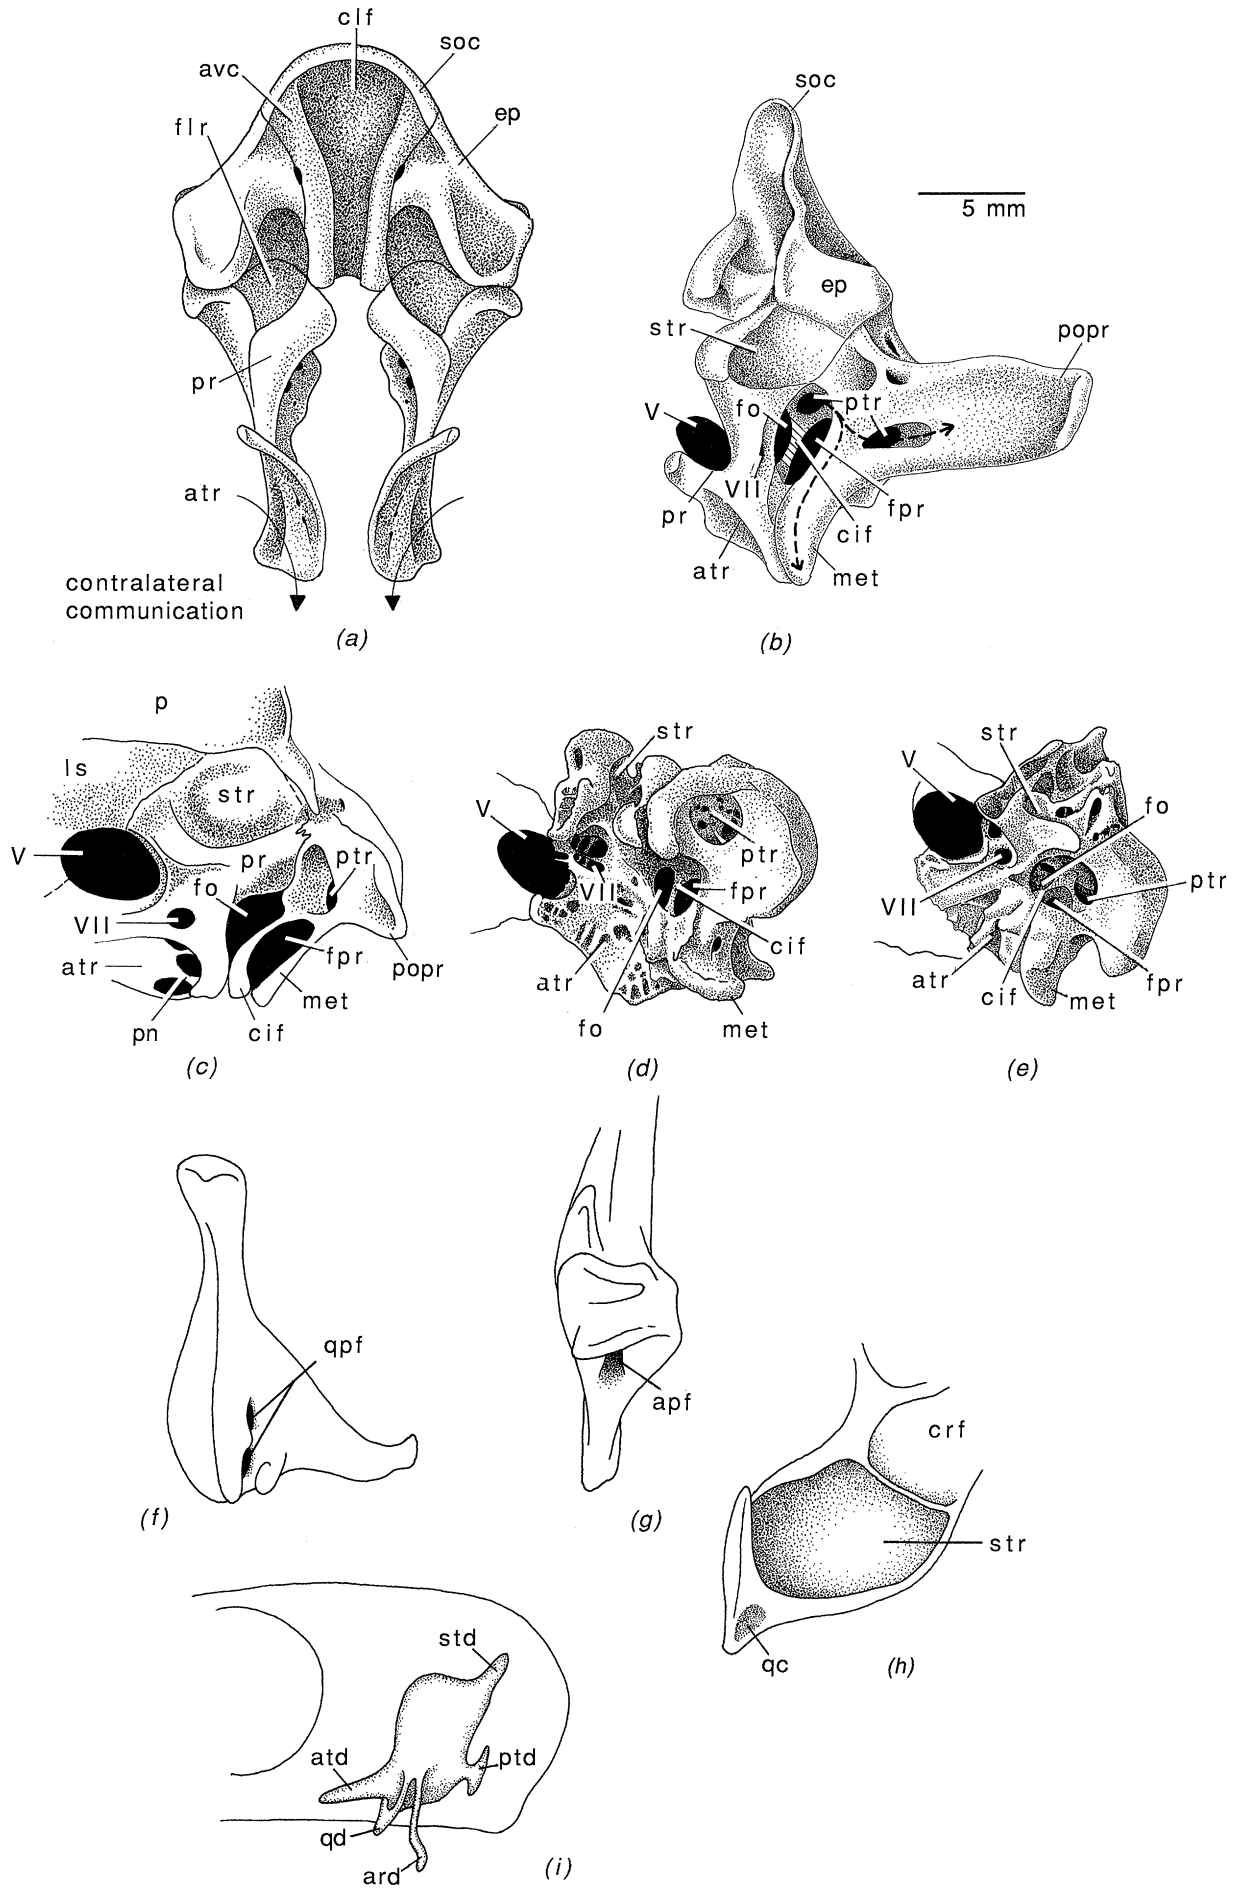 clf
soc
avc
flr
ep
pr
atr
contralateral
communication
(a)
soc
5 mm
ep
str
popr
V
fo
ptr
VII
pr
fpr
cif
atr
met
(b)
p
ls
str
V
pr
ptr
fo
VII
fpr
atr
popr
met
pn
cif
(c)
str
V
ptr
VII
fpr
cif
atr
fo
met
(d)
str
V
fo
ptr
VII
atr
cif
met
fpr
(e)
qpf
(f)
apf
(g)
crf
str
qc
(h)
std
atd
ptd
qd
ard
(i)